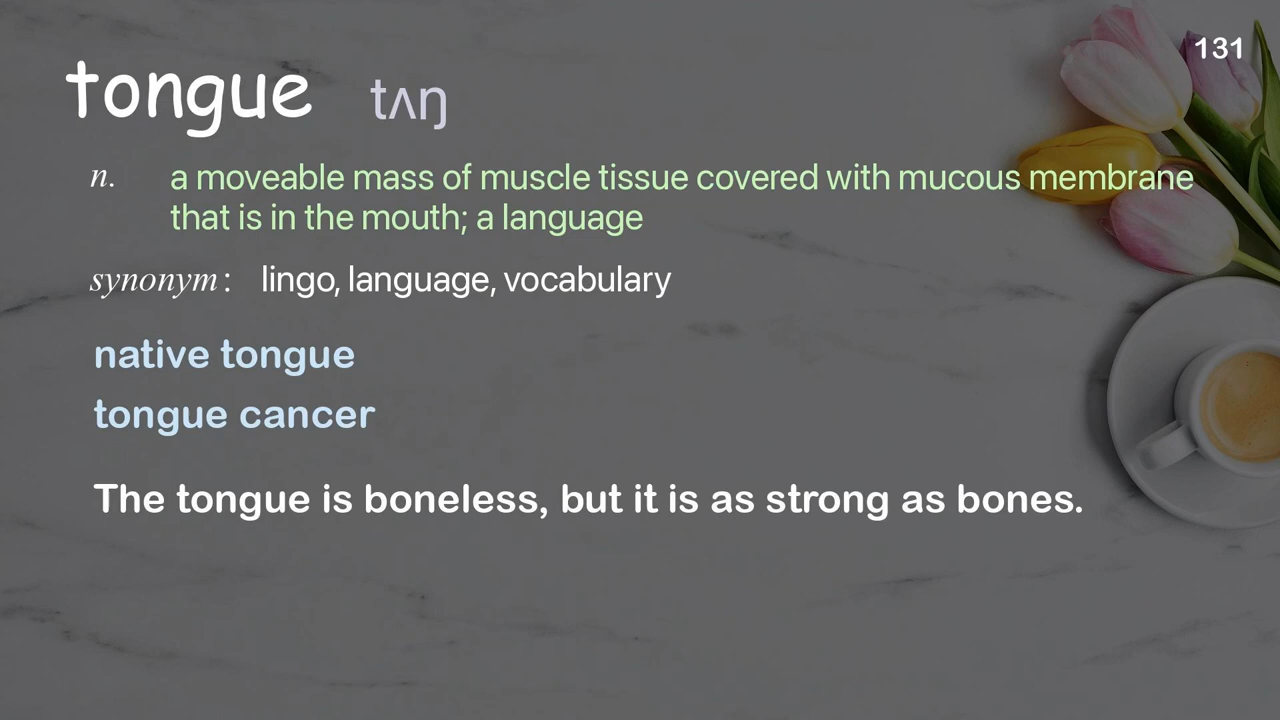 131
tongue tʌŋ
n. a moveable mass of muscle tissue covered with mucous membrane
that is in the mouth; a language
synonym: lingo, language, vocabulary
native tongue
tongue cancer
The tongue is boneless, but it is as strong as bones.